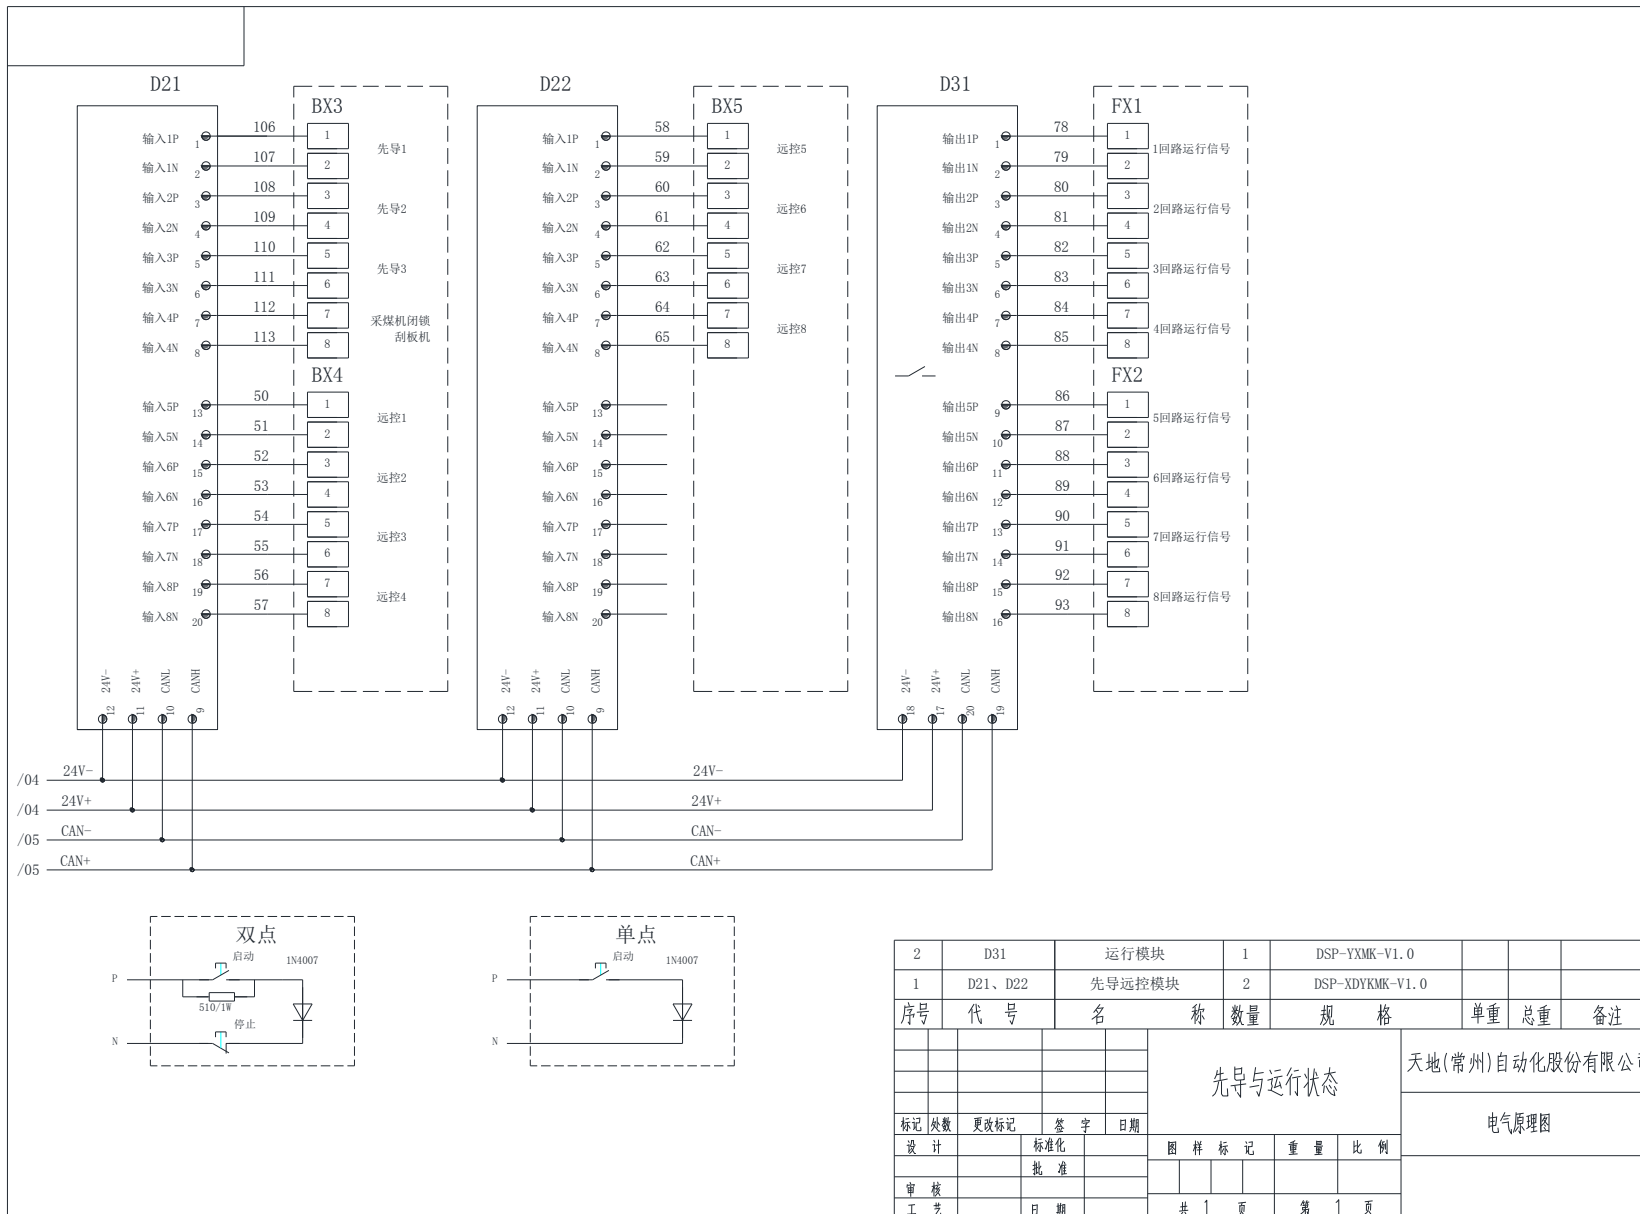 D21 BX3 D22 BX5 D31 FX1
输入1P 1 106 1 输入1P 1 58 1 输出1P 1 78 1
先导1 远控5 1回路运行信号
输入1N 2 107 2 输入1N 2 59 2 输出1N 2 79 2
输入2P 3 108 3 输入2P 3 60 3 输出2P 3 80 3
先导2 远控6 2回路运行信号
输入2N 4 109 4 输入2N 4 61 4 输出2N 4 81 4
输入3P 5 110 5 输入3P 5 62 5 输出3P 5 82 5
先导3 远控7 3回路运行信号
输入3N 6 111 6 输入3N 6 63 6 输出3N 6 83 6
输入4P 7 112 7 输入4P 7 64 7 输出4P 7 84 7
采煤机闭锁 远控8 4回路运行信号
刮板机
输入4N 8 113 8 输入4N 8 65 8 输出4N 8 85 8
BX4 FX2
输入5P 13 50 1 输入5P 13 输出5P 9 86 1
远控1 5回路运行信号
输入5N 14 51 2 输入5N 14 输出5N 10 87 2
输入6P 15 52 3 输入6P 15 输出6P 11 88 3
远控2 6回路运行信号
输入6N 16 53 4 输入6N 16 输出6N 12 89 4
输入7P 17 54 5 输入7P 17 输出7P 13 90 5
远控3 7回路运行信号
输入7N 18 55 6 输入7N 18 输出7N 14 91 6
输入8P 19 56 7 输入8P 19 输出8P 15 92 7
远控4 8回路运行信号
输入8N 20 57 8 输入8N 20 输出8N 16 93 8
24V- 24V+ CANL CANH 24V- 24V+ CANL CANH 24V- 24V+ CANL CANH
12 11 10 9 12 11 10 9 18 17 20 19
/04 24V- 24V-
/04 24V+ 24V+
/05 CAN- CAN-
/05 CAN+ CAN+
双点
启动 1N4007
P
510/1W
停止
N
单点
启动 1N4007
P
N
2 D31 运行模块 1 DSP-YXMK-V1.0
1 D21、D22 先导远控模块 2 DSP-XDYKMK-V1.0
序号 代 号 名 称 数量 规 格 单重 总重 备注
先导与运行状态
天地(常州)自动化股份有限公司
电气原理图
标记 处数 更改标记 签 字 日期
设 计 标准化 图 样 标 记 重 量 比 例
批 准
审 核
工 艺 日 期 共 1 页 第 1 页